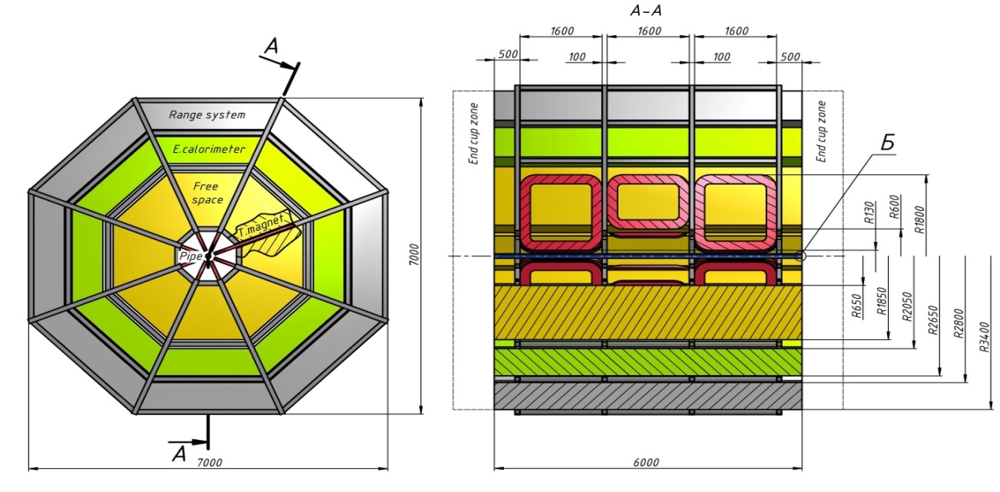 A
Range system
E.calorimeter
Free
space
T.magnet
Pipe
7000
A
7000
A-A
1600
1600
1600
500
100
100
500
End cup zone
End cup zone
Б
R130
R600
R1800
R650
R1850
R2050
R2650
R2800
R3400
6000